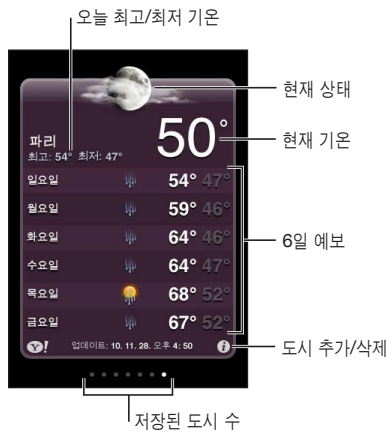 오늘 최고/최저 기온
현재 상태
50°
현재 기온
파리
최고: 54° 최저: 47°
일요일 54° 47°
월요일 59° 46°
화요일 64° 46°
6일 예보
수요일 64° 47°
목요일 68° 52°
금요일 67° 52°
Y! 업데이트: 10. 11. 28. 오후 4: 50 i
도시 추가/삭제
저장된 도시 수